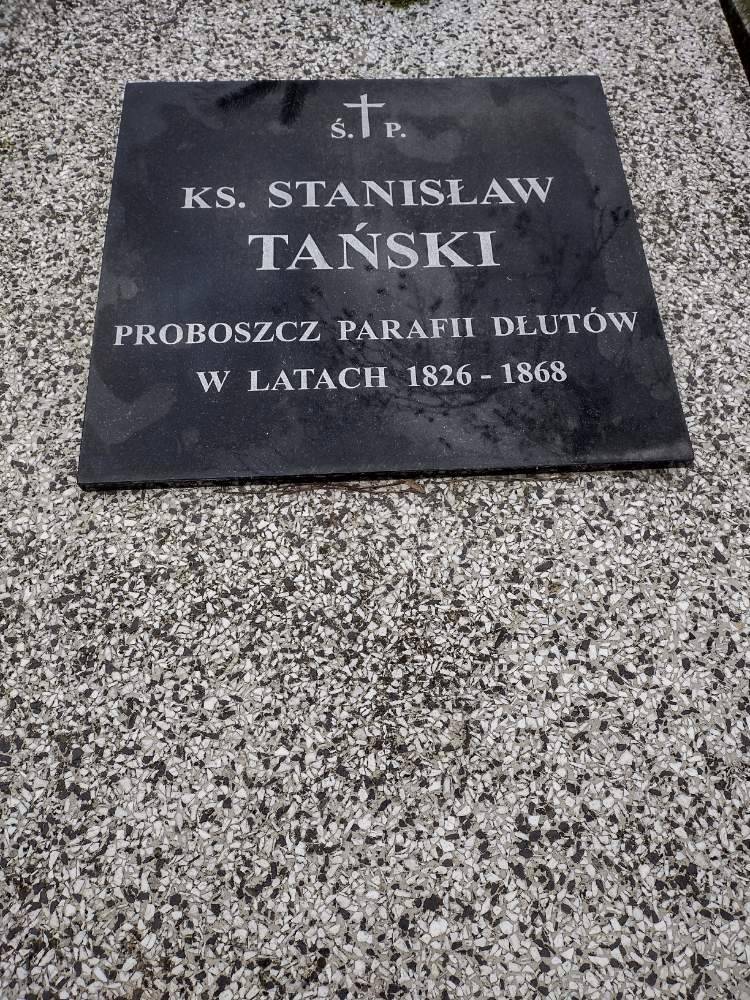 Ś. P.
KS. STANISŁAW
TAŃSKI
PROBOSZCZ PARAFII DŁUTÓW
W LATACH 1826 - 1868